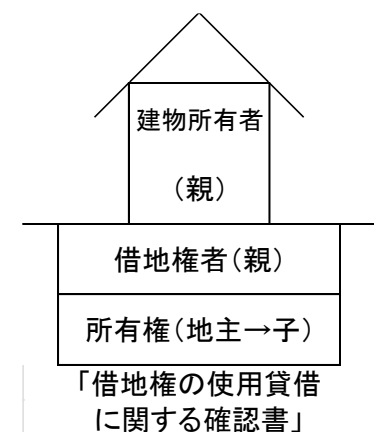 建物所有者
（親）
借地権者（親）
所有権（地主→子）
「借地権の使用貸借
に関する確認書」